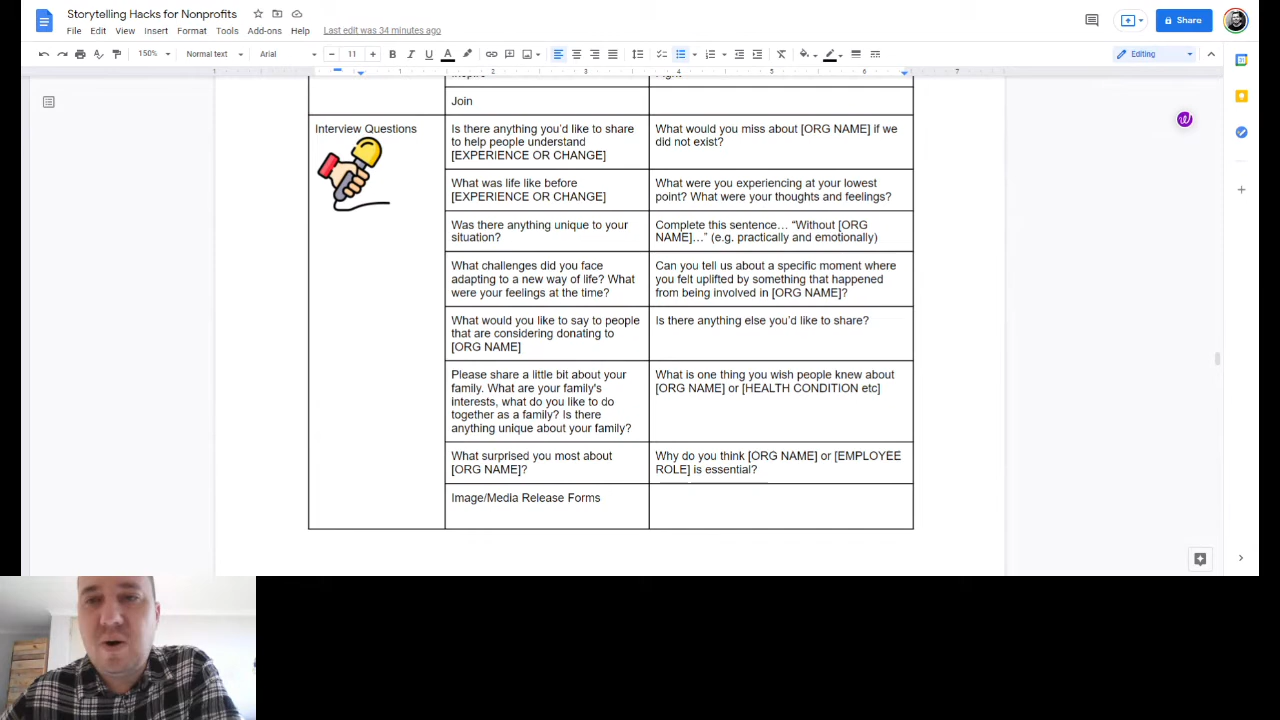 Storytelling Hacks for Nonprofits
File Edit View Insert Format Tools Add-ons Help Last edit was 34 minutes ago
Share
150% Normal text Arial 11 Editing
1 1 2 3 4 5 6 7
Join
Interview Questions
Is there anything you'd like to share
to help people understand
[EXPERIENCE OR CHANGE]
What would you miss about [ORG NAME] if we
did not exist?
What was life like before
[EXPERIENCE OR CHANGE]
What were you experiencing at your lowest
point? What were your thoughts and feelings?
Was there anything unique to your
situation?
Complete this sentence… “Without [ORG
NAME]…” (e.g. practically and emotionally)
What challenges did you face
adapting to a new way of life? What
were your feelings at the time?
Can you tell us about a specific moment where
you felt uplifted by something that happened
from being involved in [ORG NAME]?
What would you like to say to people
that are considering donating to
[ORG NAME]
Is there anything else you'd like to share?
Please share a little bit about your
family. What are your family's
interests, what do you like to do
together as a family? Is there
anything unique about your family?
What is one thing you wish people knew about
[ORG NAME] or [HEALTH CONDITION etc]
What surprised you most about
[ORG NAME]?
Why do you think [ORG NAME] or [EMPLOYEE
ROLE] is essential?
Image/Media Release Forms